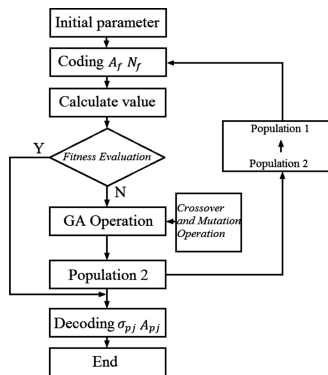 Initial parameter
Coding A_f N_f
Calculate value
Fitness Evaluation
Y
N
GA Operation
Crossover
and Mutation
Operation
Population 1
Population 2
Population 2
Decoding σ_pj A_pj
End